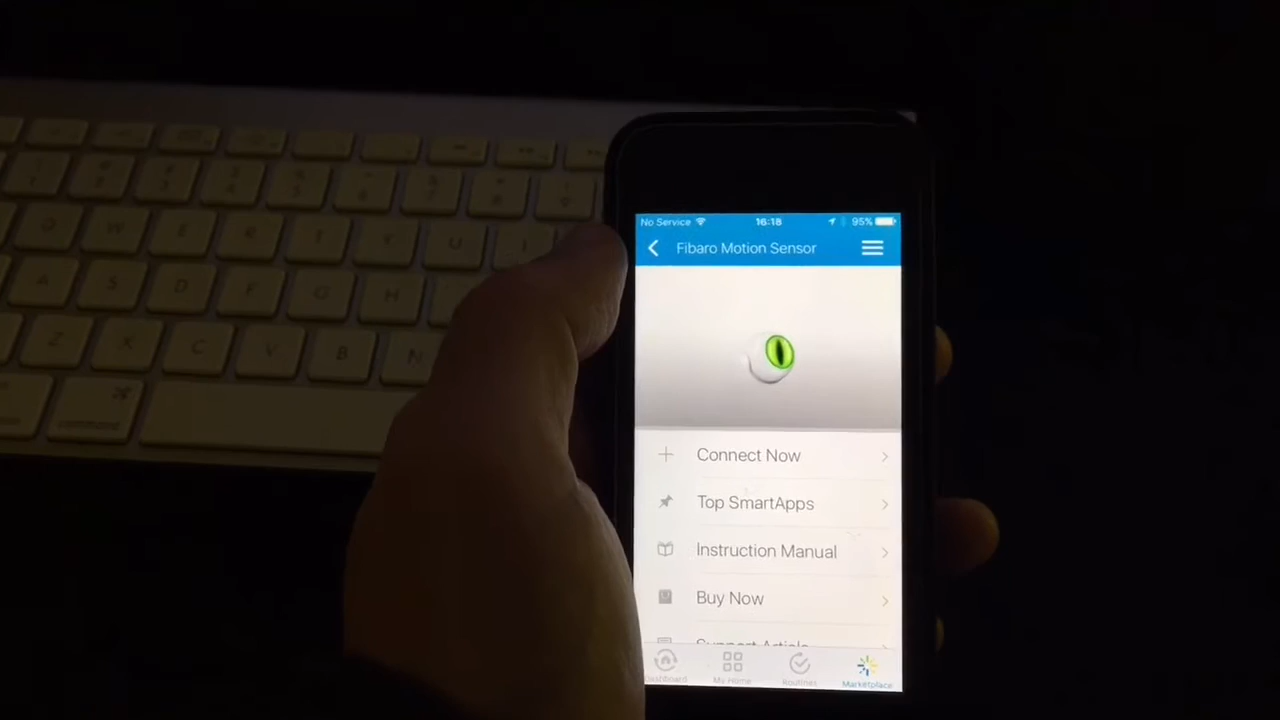 No Service 16:18 95%
Fibaro Motion Sensor
Connect Now
Top SmartApps
Instruction Manual
Buy Now
Support Article
Dashboard My Home Routines Marketplace
W E T U I
A S D F G H
Z X C V B N
command